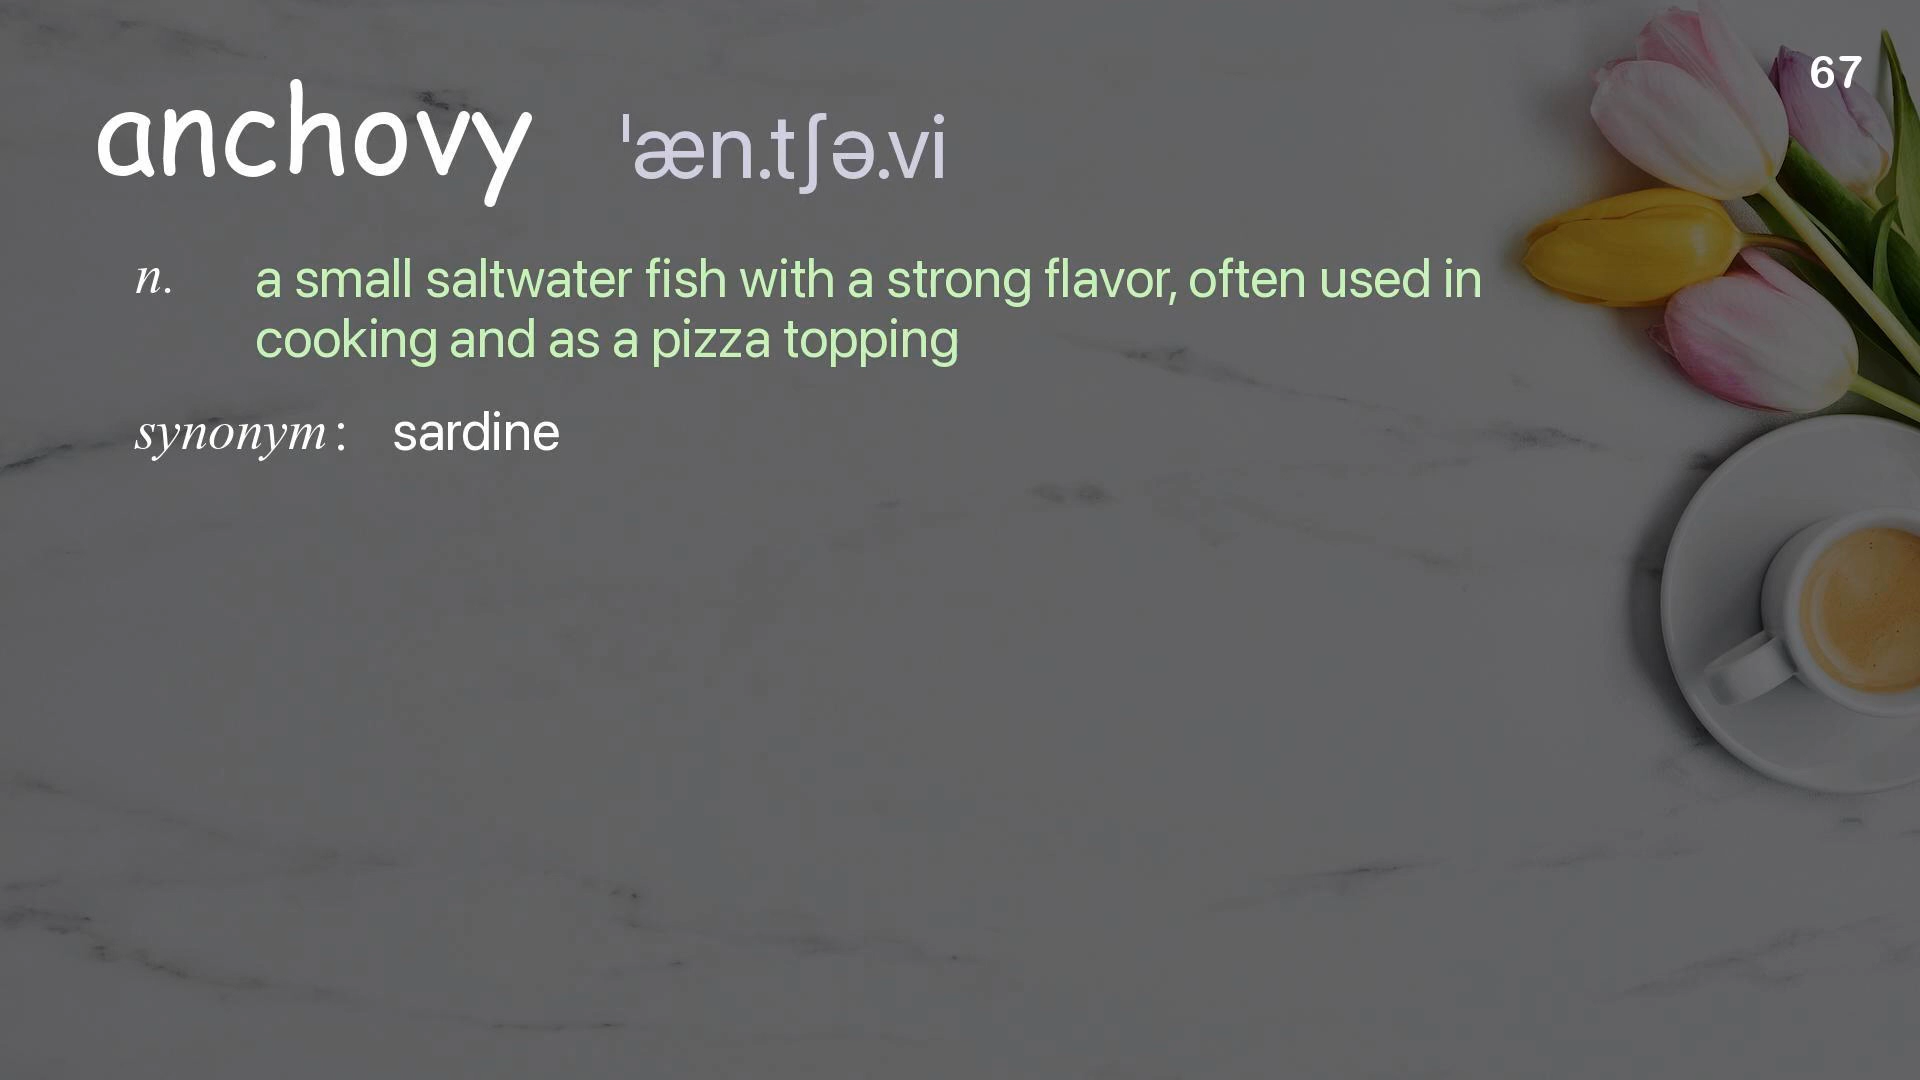 67
anchovy ˈæn.tʃə.vi
n. a small saltwater fish with a strong flavor, often used in
cooking and as a pizza topping
synonym: sardine